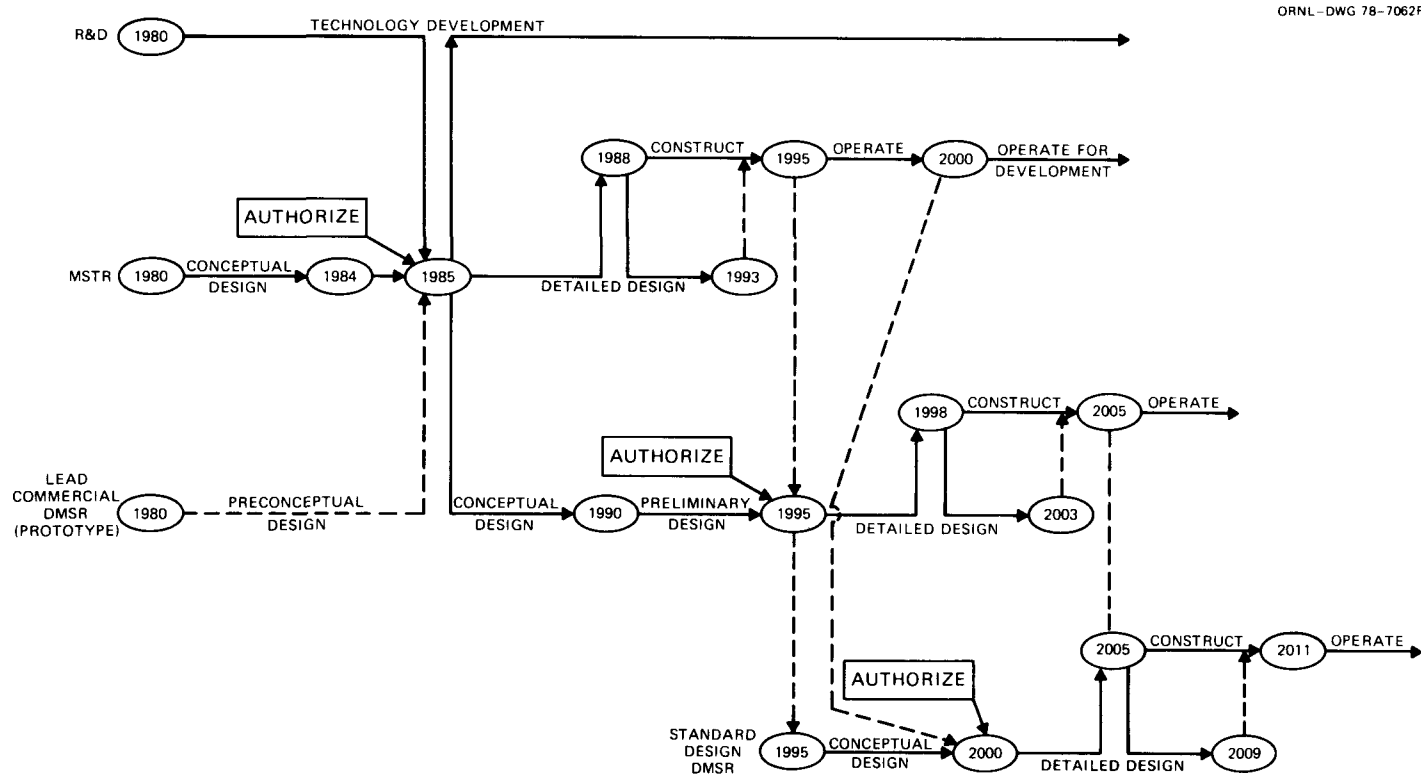 ORNL-DWG 78-7062F
R&D
1980
TECHNOLOGY DEVELOPMENT
1988
CONSTRUCT
1995
OPERATE
2000
OPERATE FOR
DEVELOPMENT
AUTHORIZE
MSTR
1980
CONCEPTUAL
DESIGN
1984
1985
DETAILED DESIGN
1993
1998
CONSTRUCT
2005
OPERATE
AUTHORIZE
LEAD
COMMERCIAL
DMSR
(PROTOTYPE)
1980
PRECONCEPTUAL
DESIGN
CONCEPTUAL
DESIGN
1990
PRELIMINARY
DESIGN
1995
DETAILED DESIGN
2003
2005
CONSTRUCT
2011
OPERATE
AUTHORIZE
STANDARD
DESIGN
DMSR
1995
CONCEPTUAL
DESIGN
2000
DETAILED DESIGN
2009